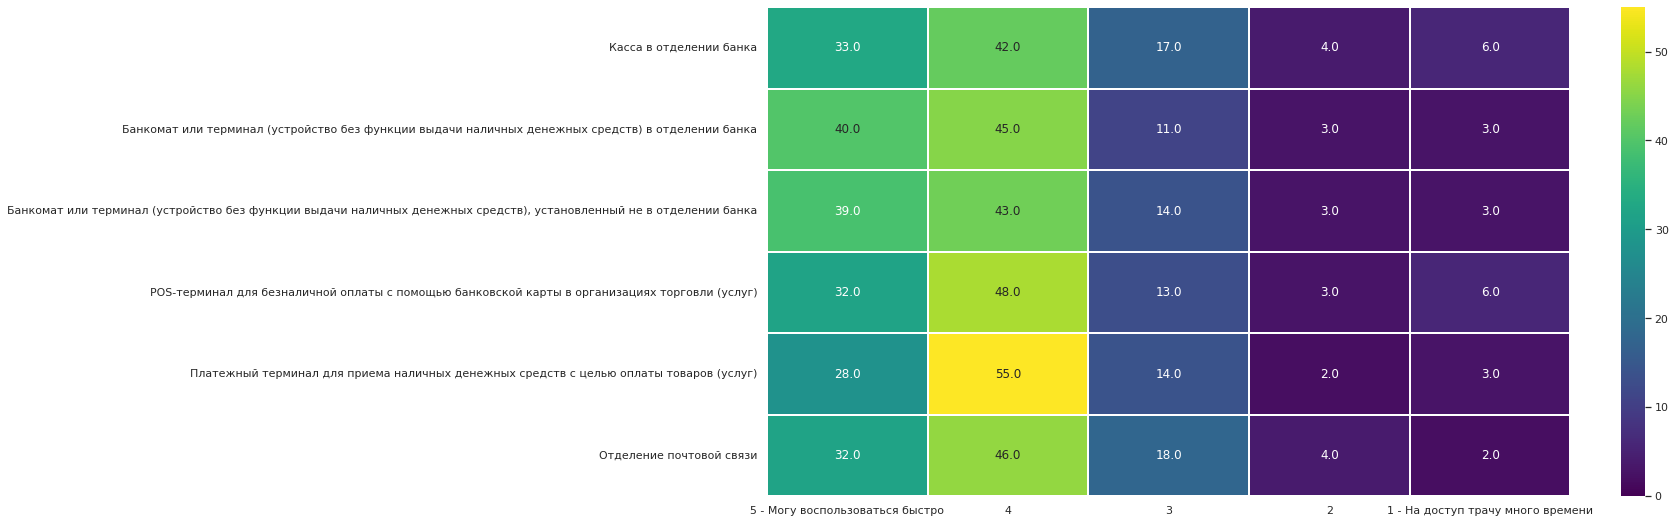 Касса в отделении банка 33.0 42.0 17.0 4.0 6.0
Банкомат или терминал (устройство без функции выдачи наличных денежных средств) в отделении банка 40.0 45.0 11.0 3.0 3.0
Банкомат или терминал (устройство без функции выдачи наличных денежных средств), установленный не в отделении банка 39.0 43.0 14.0 3.0 3.0
POS-терминал для безналичной оплаты с помощью банковской карты в организациях торговли (услуг) 32.0 48.0 13.0 3.0 6.0
Платежный терминал для приема наличных денежных средств с целью оплаты товаров (услуг) 28.0 55.0 14.0 2.0 3.0
Отделение почтовой связи 32.0 46.0 18.0 4.0 2.0
5 - Могу воспользоваться быстро 4 3 2 1 - На доступ трачу много времени
50
40
30
20
10
0